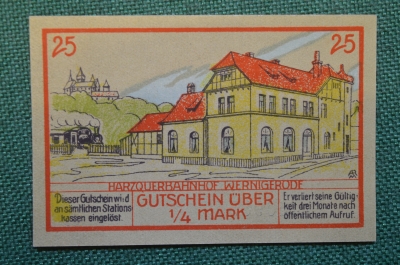 25
25
HARZQUERBAHNHOF WERNIGERODE
Dieser Gutschein wird
an sämtlichen Stations
kassen eingelöst.
GUTSCHEIN ÜBER
1/4 MARK
Er verliert seine Gültig-
keit drei Monate nach
öffentlichem Aufruf.